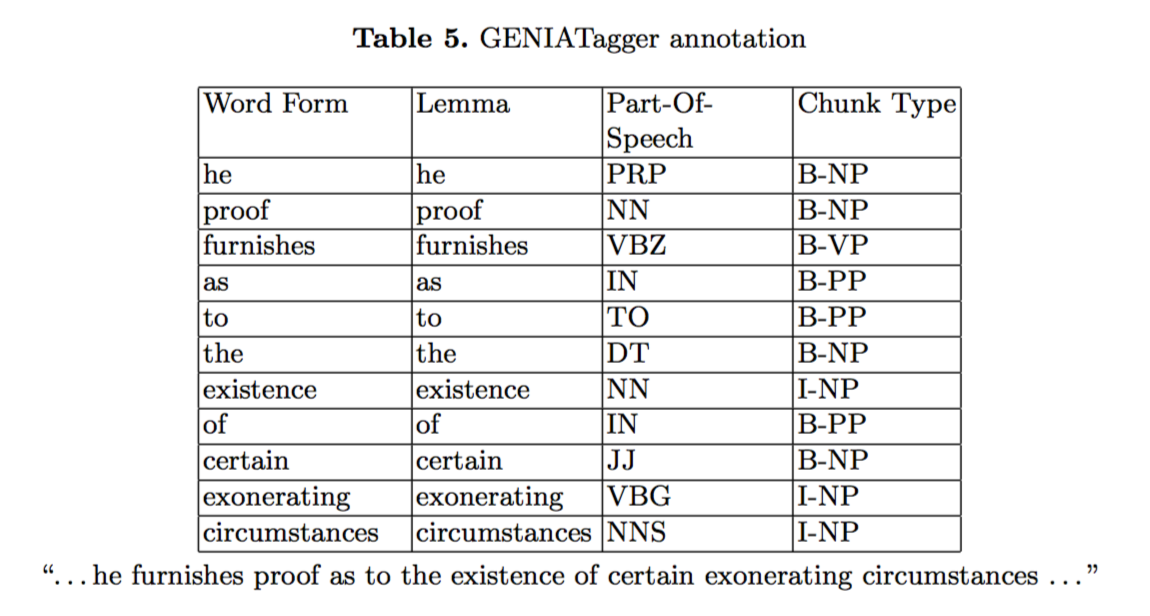 Table 5. GENIATagger annotation
Word Form Lemma Part-Of-Speech Chunk Type
he he PRP B-NP
proof proof NN B-NP
furnishes furnishes VBZ B-VP
as as IN B-PP
to to TO B-PP
the the DT B-NP
existence existence NN I-NP
of of IN B-PP
certain certain JJ B-NP
exonerating exonerating VBG I-NP
circumstances circumstances NNS I-NP
“. . . he furnishes proof as to the existence of certain exonerating circumstances . . .”